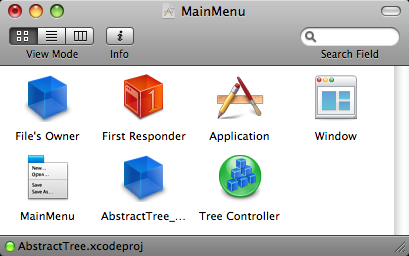 MainMenu
View Mode
Info
Search Field
File's Owner
First Responder
Application
Window
New...
Open...
Save
Save As...
MainMenu
AbstractTree_...
Tree Controller
AbstractTree.xcodeproj